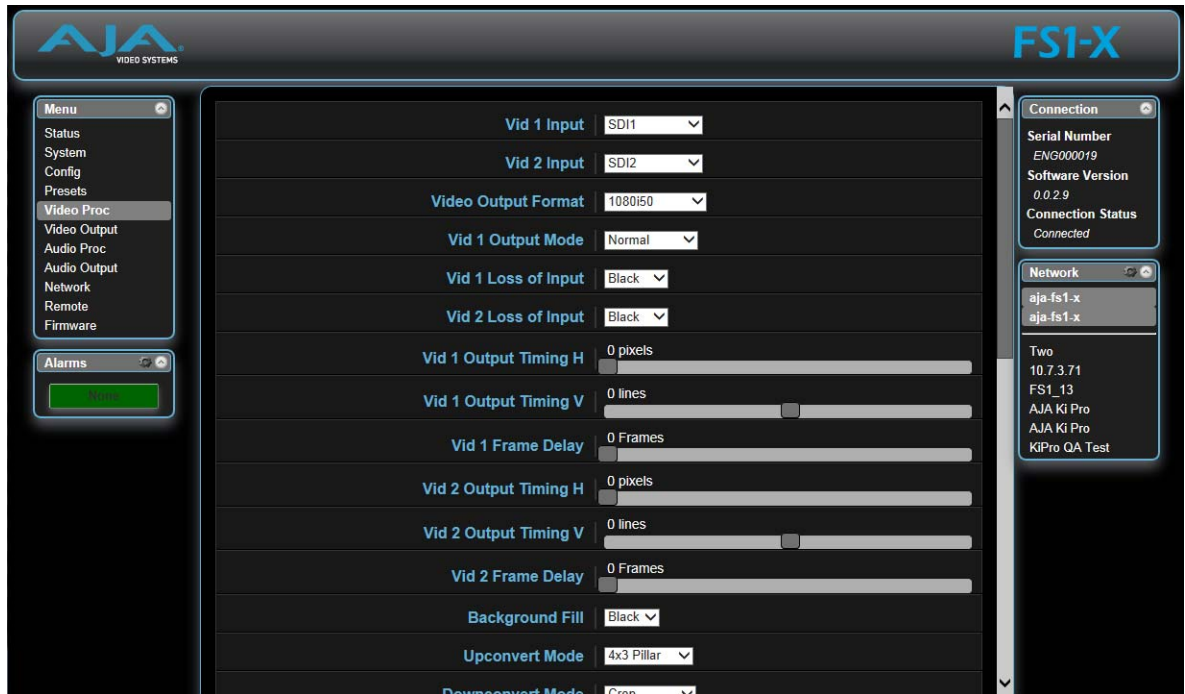 AJA
VIDEO SYSTEMS
FS1-X
Menu
Status
System
Config
Presets
Video Proc
Video Output
Audio Proc
Audio Output
Network
Remote
Firmware
Alarms
None
Vid 1 Input SDI1
Vid 2 Input SDI2
Video Output Format 1080i50
Vid 1 Output Mode Normal
Vid 1 Loss of Input Black
Vid 2 Loss of Input Black
Vid 1 Output Timing H 0 pixels
Vid 1 Output Timing V 0 lines
Vid 1 Frame Delay 0 Frames
Vid 2 Output Timing H 0 pixels
Vid 2 Output Timing V 0 lines
Vid 2 Frame Delay 0 Frames
Background Fill Black
Upconvert Mode 4x3 Pillar
Downconvert Mode Crop
Connection
Serial Number
ENG000019
Software Version
0.0.2.9
Connection Status
Connected
Network
aja-fs1-x
aja-fs1-x
Two
10.7.3.71
FS1_13
AJA Ki Pro
AJA Ki Pro
KiPro QA Test